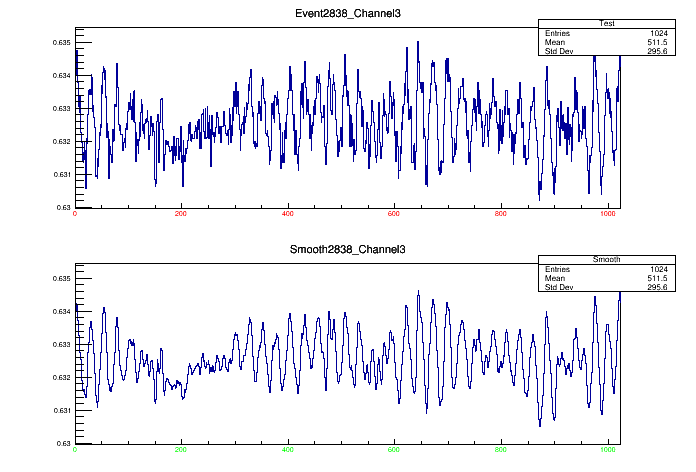 Event2838_Channel3
Test
Entries 1024
Mean 511.5
Std Dev 295.6
0.635
0.634
0.633
0.632
0.631
0.63
0 200 400 600 800 1000
Smooth2838_Channel3
Smooth
Entries 1024
Mean 511.5
Std Dev 295.6
0.635
0.634
0.633
0.632
0.631
0.63
0 200 400 600 800 1000